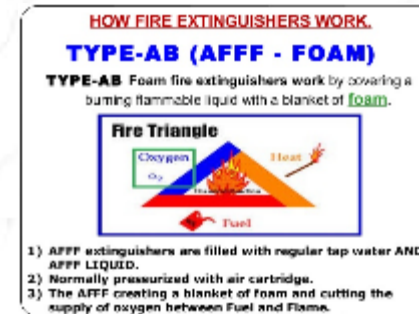 HOW FIRE EXTINGUISHERS WORK.
TYPE-AB (AFFF - FOAM)
TYPE-AB Foam fire extinguishers work by covering a
burning flammable liquid with a blanket of foam.
Fire Triangle
Oxygen
O₂
Heat
Fuel
1) AFFF extinguishers are filled with regular tap water AND
AFFF LIQUID.
2) Normally pressurized with air cartridge.
3) The AFFF creating a blanket of foam and cutting the
supply of oxygen between Fuel and Flame.